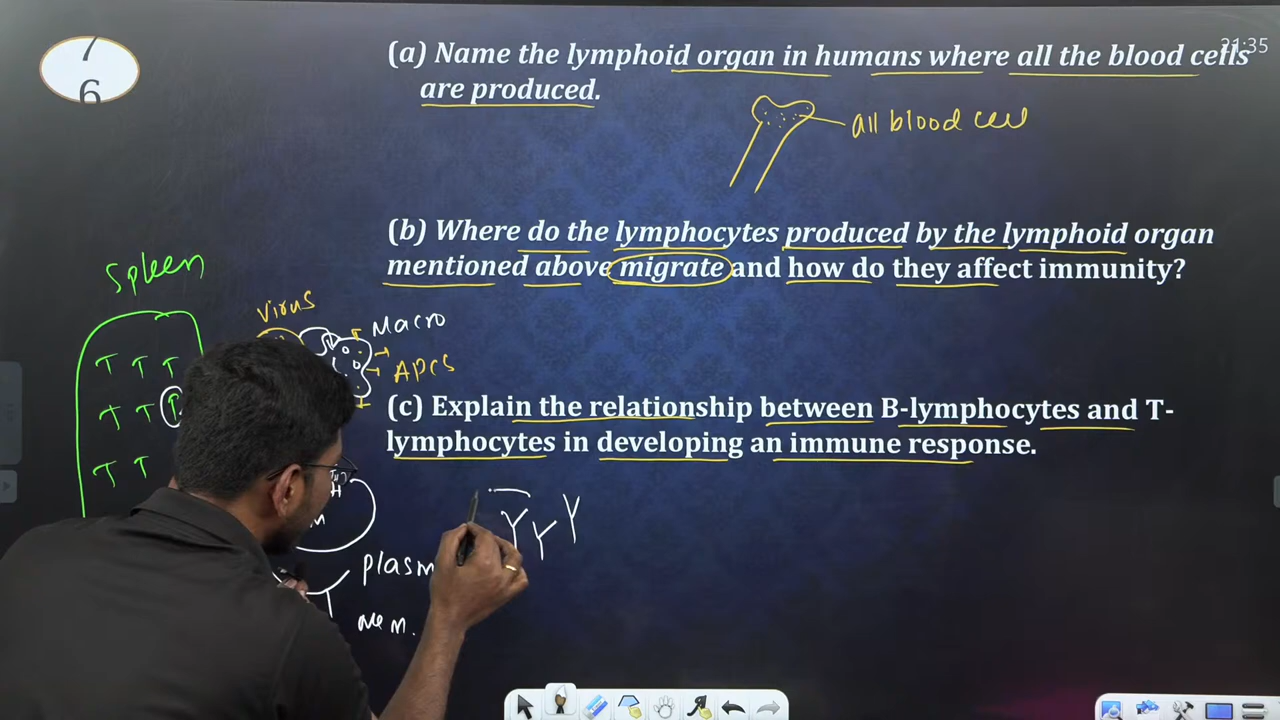 7
6
21:35
(a) Name the lymphoid organ in humans where all the blood cells
are produced.
all blood cell
(b) Where do the lymphocytes produced by the lymphoid organ
mentioned above migrate and how do they affect immunity?
Spleen
Virus
Macro
APCs
T T T
T T T
T T
(c) Explain the relationship between B-lymphocytes and T-
lymphocytes in developing an immune response.
H
Y Y Y
plasm
mem.